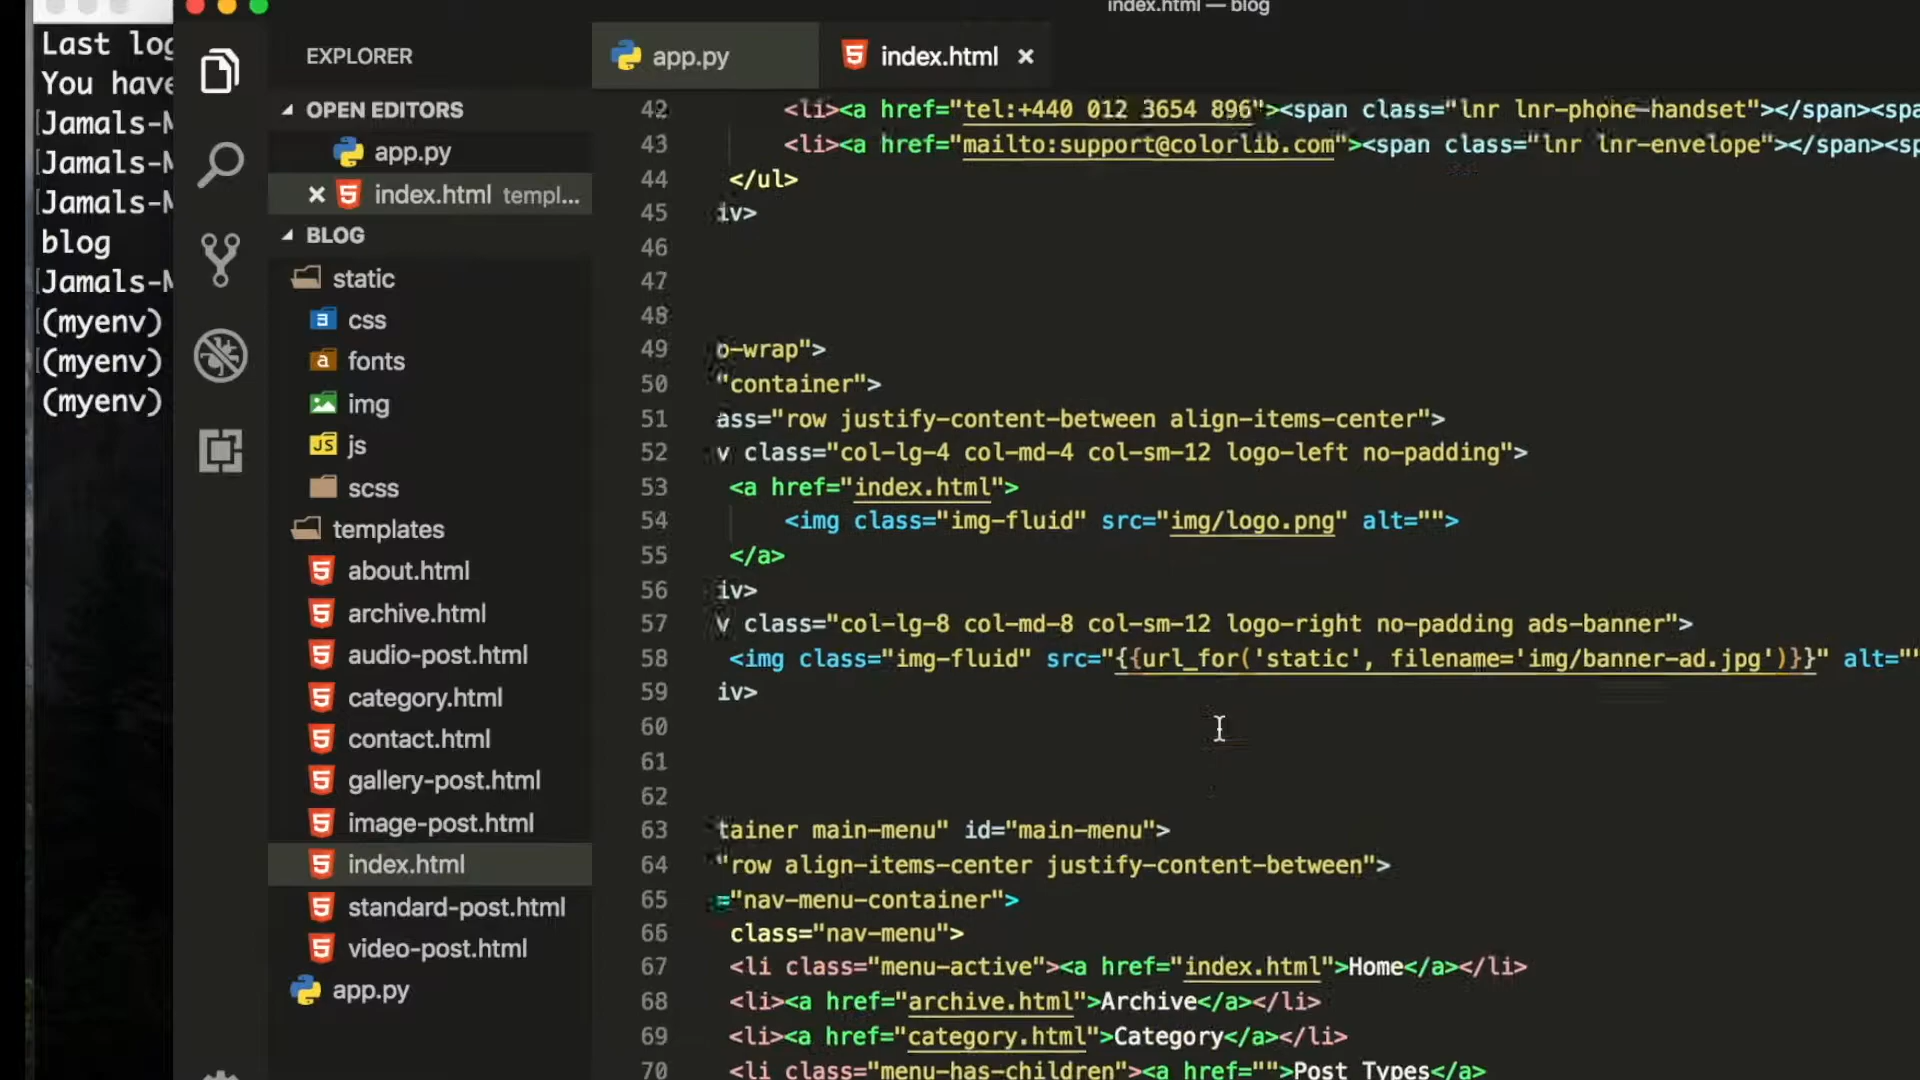 index.html — blog
Last log
You have
Jamals-M
Jamals-M
Jamals-M
blog
Jamals-M
(myenv)
(myenv)
(myenv)
EXPLORER
OPEN EDITORS
app.py
index.html templ...
BLOG
static
css
fonts
img
js
scss
templates
about.html
archive.html
audio-post.html
category.html
contact.html
gallery-post.html
image-post.html
index.html
standard-post.html
video-post.html
app.py
app.py
index.html
42 <li><a href="tel:+440 012 3654 896"><span class="lnr lnr-phone-handset"></span><spa
43 <li><a href="mailto:support@colorlib.com"><span class="lnr lnr-envelope"></span><sp
44 </ul>
45 iv>
46
47
48
49 o-wrap">
50 "container">
51 ass="row justify-content-between align-items-center">
52 v class="col-lg-4 col-md-4 col-sm-12 logo-left no-padding">
53 <a href="index.html">
54 <img class="img-fluid" src="img/logo.png" alt="">
55 </a>
56 iv>
57 v class="col-lg-8 col-md-8 col-sm-12 logo-right no-padding ads-banner">
58 <img class="img-fluid" src="{{url_for('static', filename='img/banner-ad.jpg')}}" alt=""
59 iv>
60
61
62
63 tainer main-menu" id="main-menu">
64 "row align-items-center justify-content-between">
65 ="nav-menu-container">
66 class="nav-menu">
67 <li class="menu-active"><a href="index.html">Home</a></li>
68 <li><a href="archive.html">Archive</a></li>
69 <li><a href="category.html">Category</a></li>
70 <li class="menu-has-children"><a href="">Post Types</a>